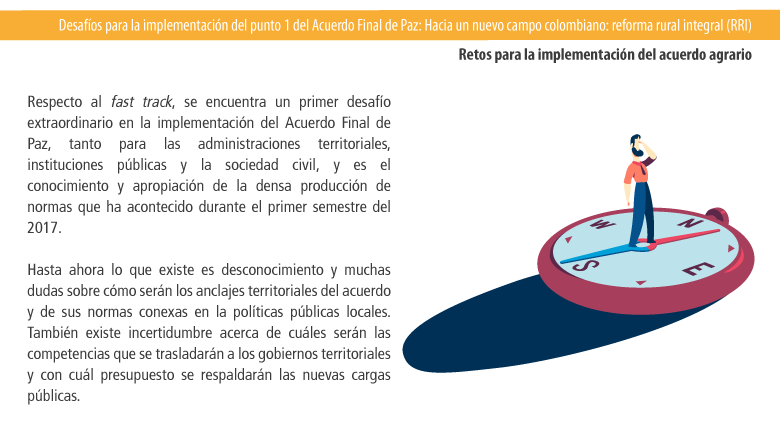 Desafíos para la implementación del punto 1 del Acuerdo Final de Paz: Hacia un nuevo campo colombiano: reforma rural integral (RRI)
Retos para la implementación del acuerdo agrario
Respecto al fast track, se encuentra un primer desafío
extraordinario en la implementación del Acuerdo Final de
Paz, tanto para las administraciones territoriales,
instituciones públicas y la sociedad civil, y es el
conocimiento y apropiación de la densa producción de
normas que ha acontecido durante el primer semestre del
2017.
Hasta ahora lo que existe es desconocimiento y muchas
dudas sobre cómo serán los anclajes territoriales del acuerdo
y de sus normas conexas en la políticas públicas locales.
También existe incertidumbre acerca de cuáles serán las
competencias que se trasladarán a los gobiernos territoriales
y con cuál presupuesto se respaldarán las nuevas cargas
públicas.
W
N
S
E